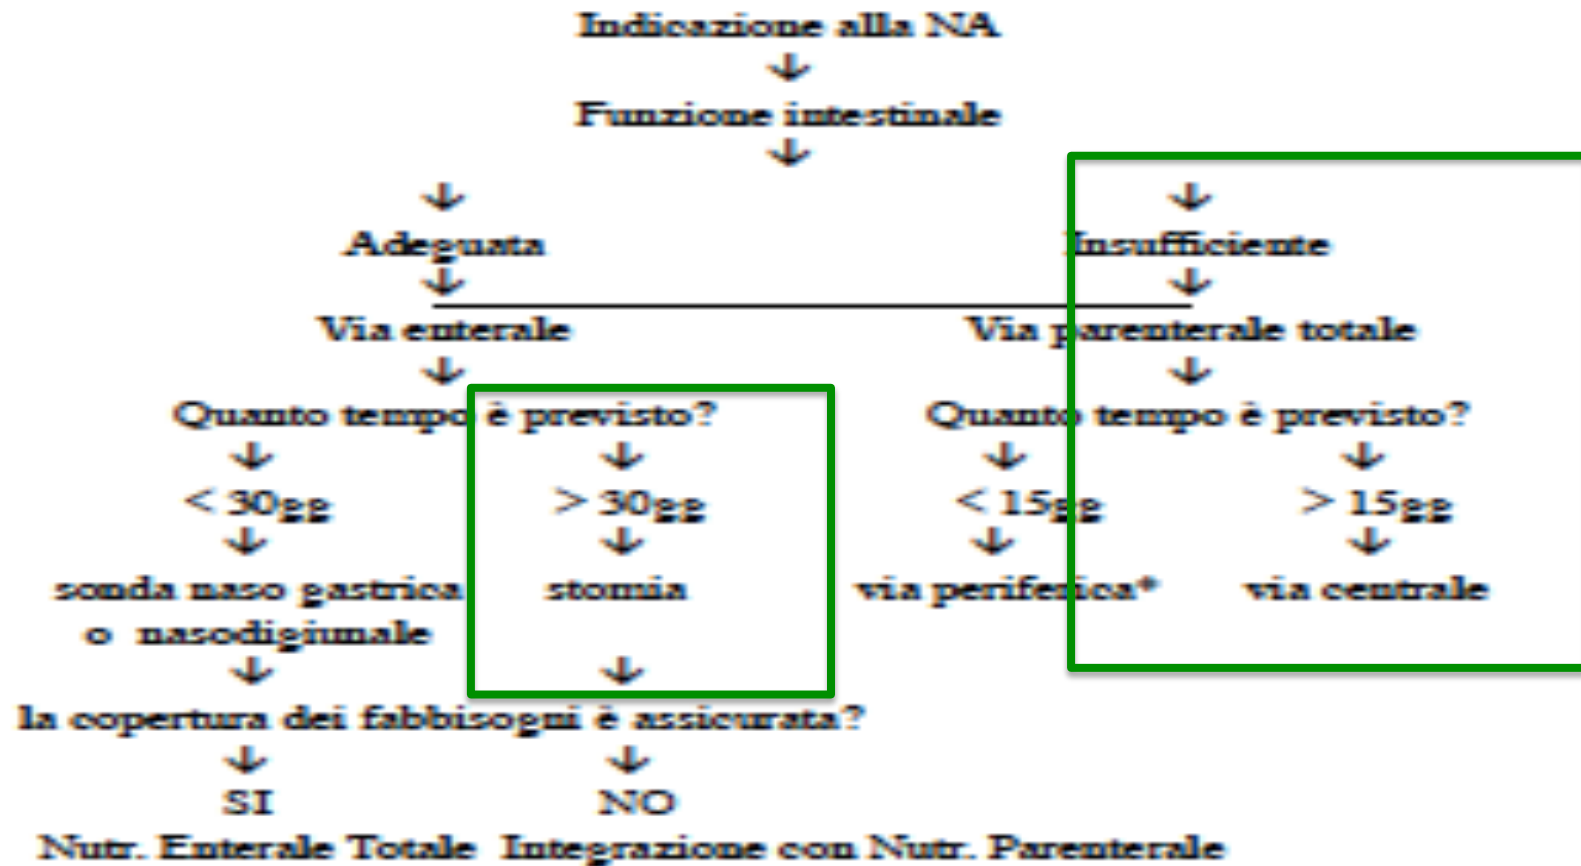 Indicazione alla NA
Funzione intestinale
Adeguata Insufficiente
Via enterale Via parenterale totale
Quanto tempo è previsto? Quanto tempo è previsto?
< 30gg > 30gg < 15gg > 15gg
sonda naso gastrica stomia via periferica* via centrale
o nasodigiunale
la copertura dei fabbisogni è assicurata?
SI NO
Nutr. Enterale Totale Integrazione con Nutr. Parenterale